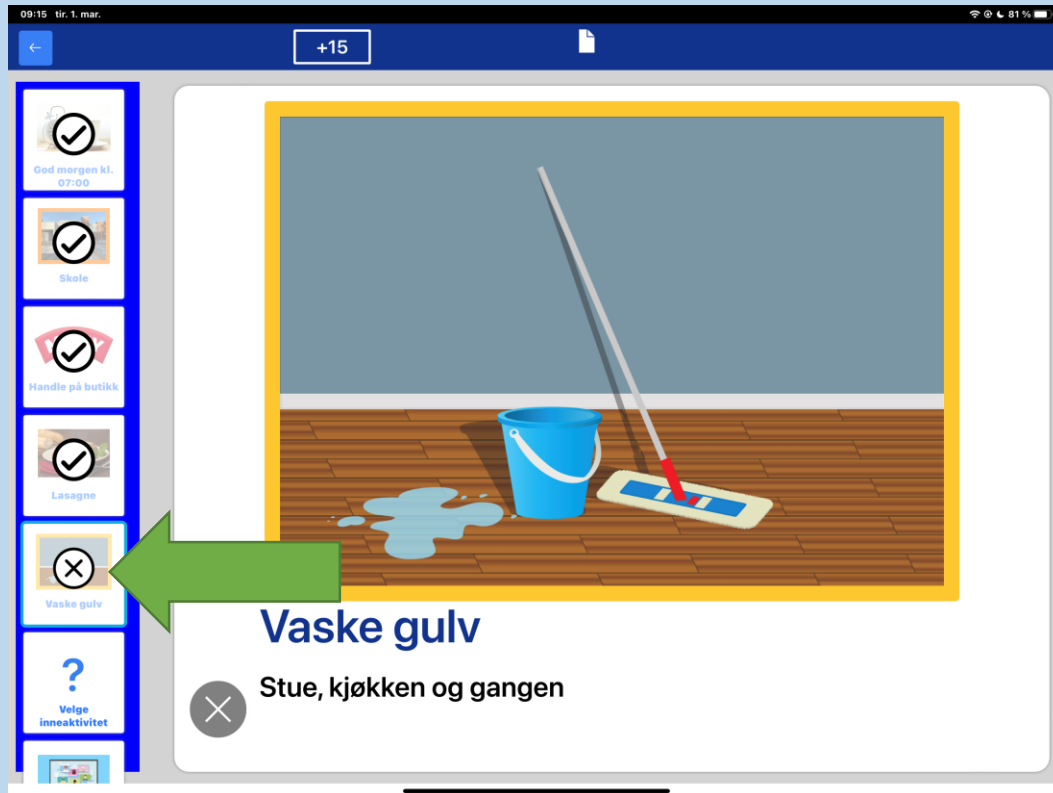 09:15 tir. 1. mar.
81 %
+15
God morgen kl.
07:00
Skole
Handle på butikk
Lasagne
Vaske gulv
Velge
inneaktivitet
Vaske gulv
Stue, kjøkken og gangen